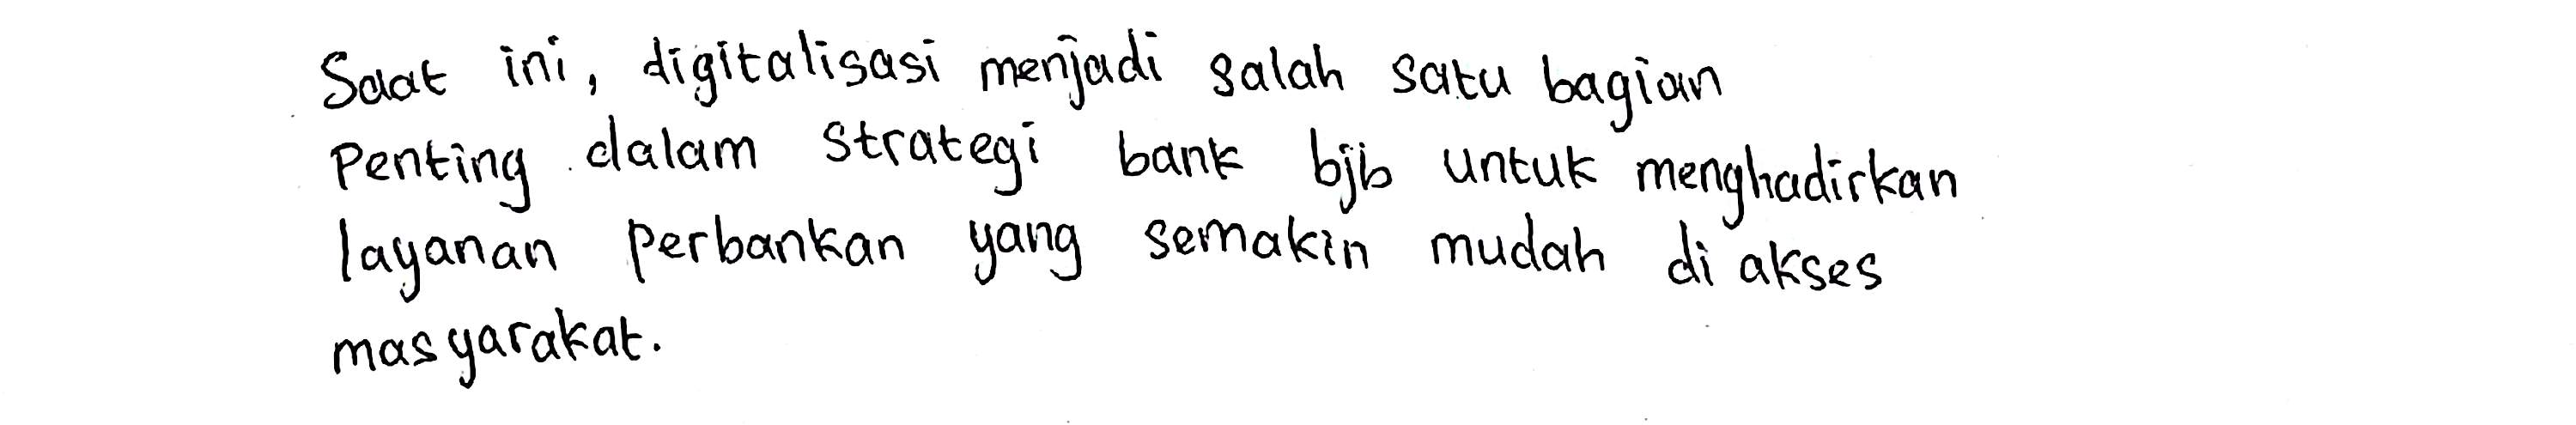 Saat ini, digitalisasi menjadi salah satu bagian
Penting dalam strategi bank bjb untuk menghadirkan
layanan perbankan yang semakin mudah di akses
masyarakat.